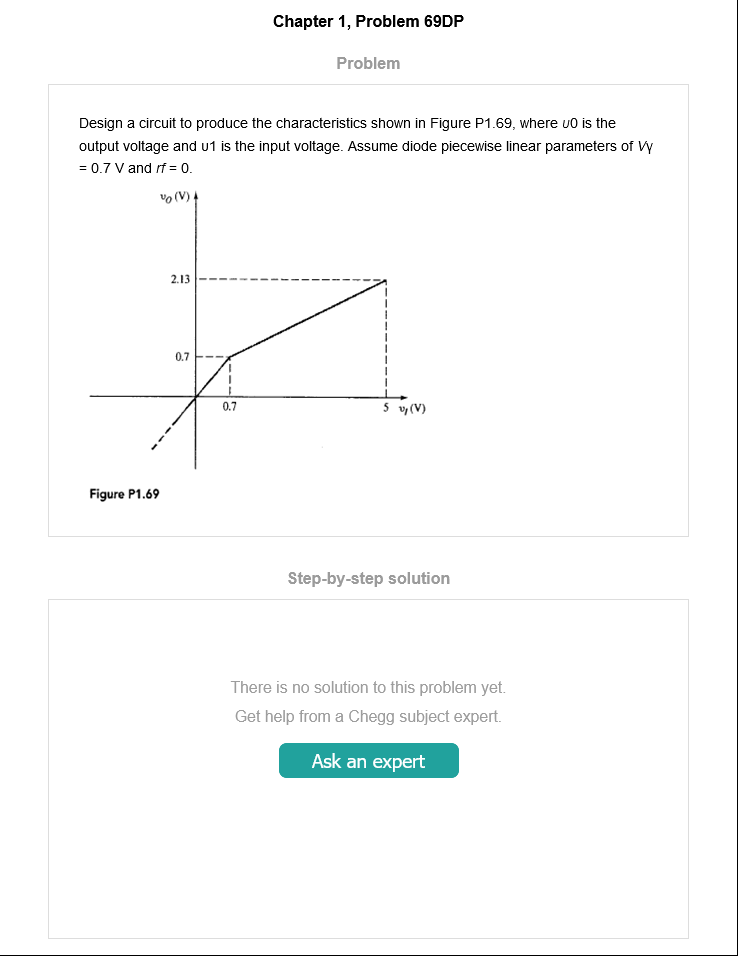 Chapter 1, Problem 69DP
Problem
Design a circuit to produce the characteristics shown in Figure P1.69, where υ0 is the
output voltage and υ1 is the input voltage. Assume diode piecewise linear parameters of Vγ
= 0.7 V and rf = 0.
υO (V)
2.13
0.7
0.7
5 υI (V)
Figure P1.69
Step-by-step solution
There is no solution to this problem yet.
Get help from a Chegg subject expert.
Ask an expert